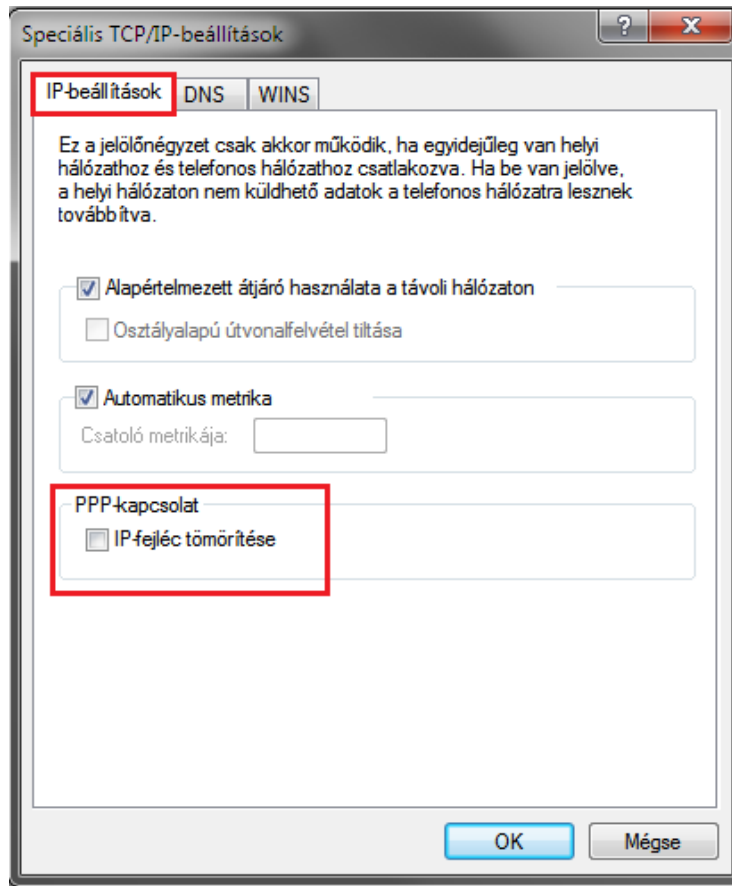 Speciális TCP/IP-beállítások
IP-beállítások DNS WINS
Ez a jelölőnégyzet csak akkor működik, ha egyidejűleg van helyi
hálózathoz és telefonos hálózathoz csatlakozva. Ha be van jelölve,
a helyi hálózaton nem küldhető adatok a telefonos hálózatra lesznek
továbbítva.
Alapértelmezett átjáró használata a távoli hálózaton
Osztályalapú útvonalfelvétel tiltása
Automatikus metrika
Csatoló metrikája:
PPP-kapcsolat
IP-fejléc tömörítése
OK Mégse